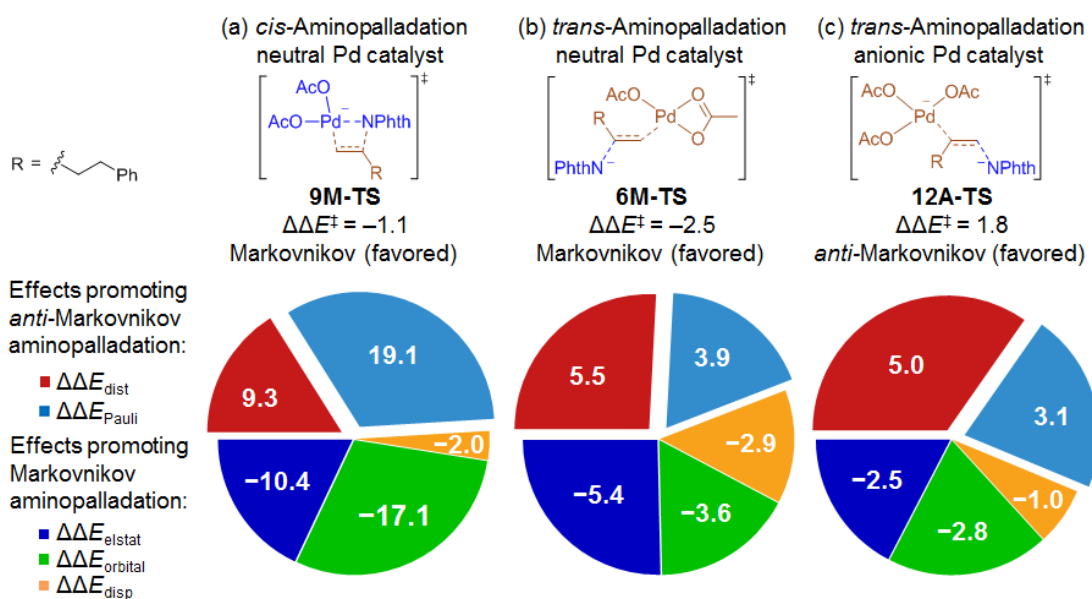 (a) cis-Aminopalladation
neutral Pd catalyst
(b) trans-Aminopalladation
neutral Pd catalyst
(c) trans-Aminopalladation
anionic Pd catalyst
R =
Ph
AcO
AcO
Pd
−
NPhth
R
‡
AcO
Pd
O
O
R
PhthN
−
‡
AcO
−
OAc
Pd
AcO
R
−NPhth
‡
9M-TS
ΔΔE‡ = −1.1
Markovnikov (favored)
6M-TS
ΔΔE‡ = −2.5
Markovnikov (favored)
12A-TS
ΔΔE‡ = 1.8
anti-Markovnikov (favored)
Effects promoting
anti-Markovnikov
aminopalladation:
ΔΔEdist
ΔΔEPauli
Effects promoting
Markovnikov
aminopalladation:
ΔΔEelstat
ΔΔEorbital
ΔΔEdisp
9.3
19.1
−2.0
−10.4
−17.1
5.5
3.9
−2.9
−5.4
−3.6
5.0
3.1
−1.0
−2.5
−2.8